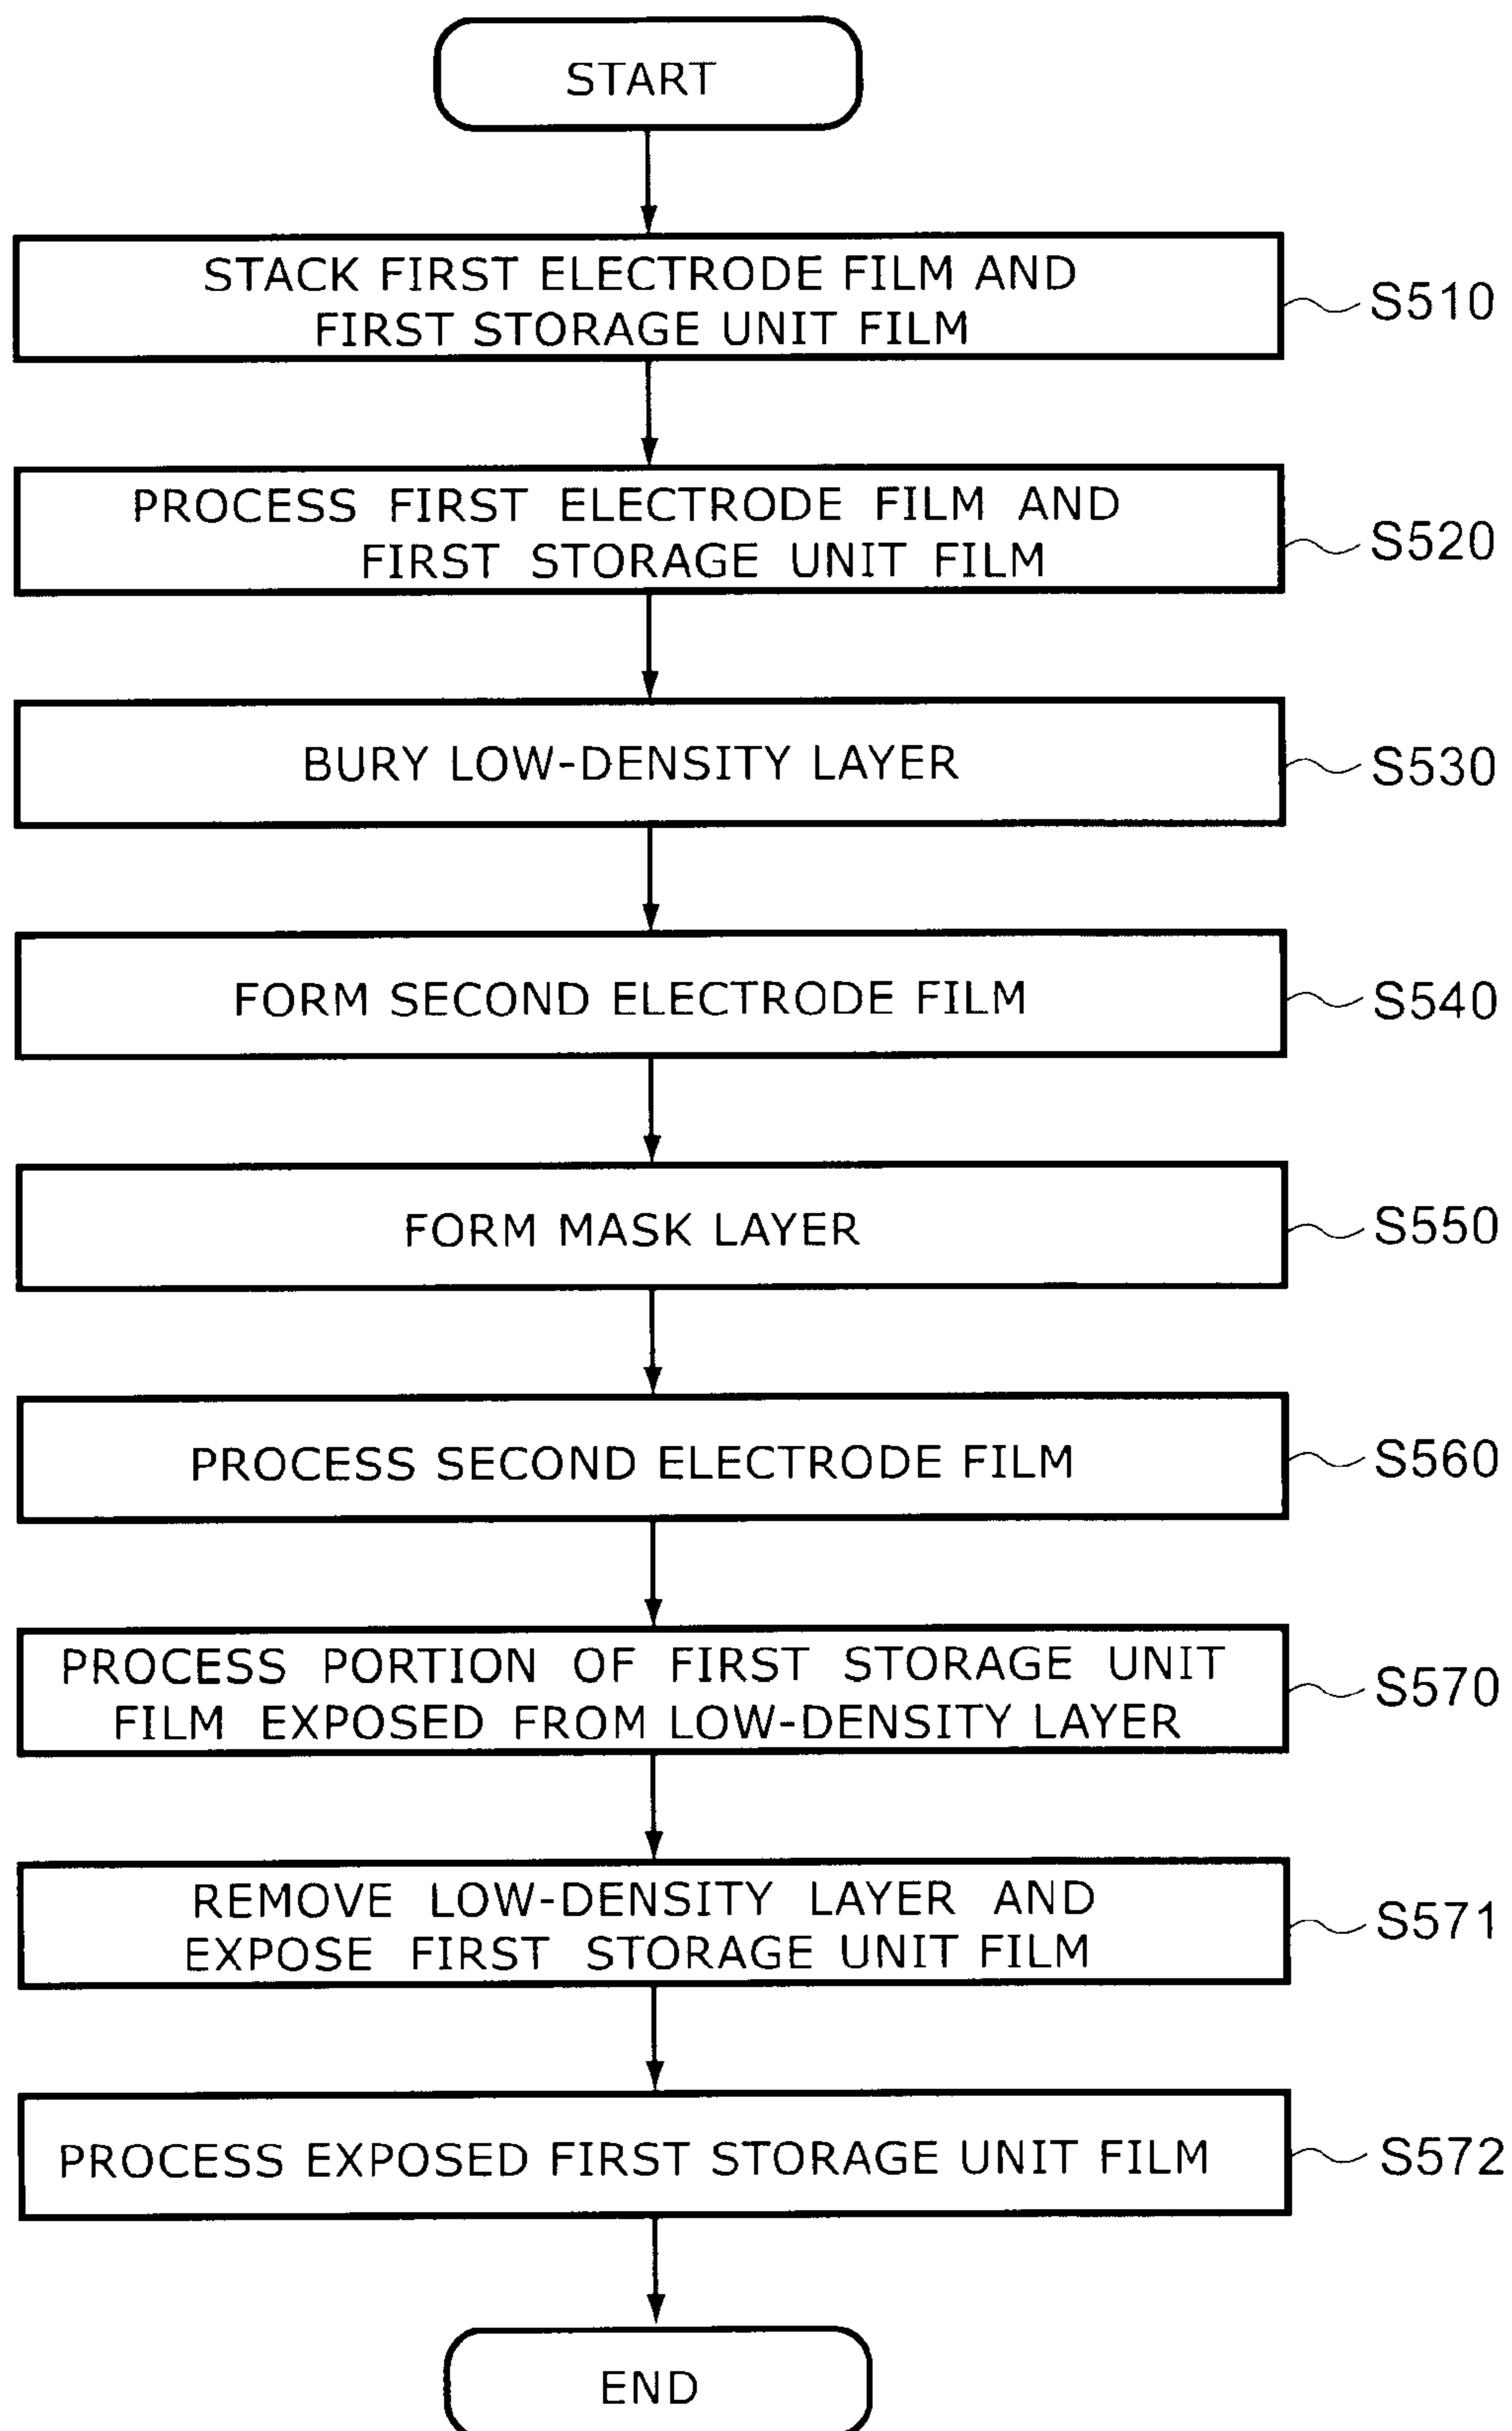 START
STACK FIRST ELECTRODE FILM AND
FIRST STORAGE UNIT FILM
S510
PROCESS FIRST ELECTRODE FILM AND
FIRST STORAGE UNIT FILM
S520
BURY LOW-DENSITY LAYER
S530
FORM SECOND ELECTRODE FILM
S540
FORM MASK LAYER
S550
PROCESS SECOND ELECTRODE FILM
S560
PROCESS PORTION OF FIRST STORAGE UNIT
FILM EXPOSED FROM LOW-DENSITY LAYER
S570
REMOVE LOW-DENSITY LAYER AND
EXPOSE FIRST STORAGE UNIT FILM
S571
PROCESS EXPOSED FIRST STORAGE UNIT FILM
S572
END